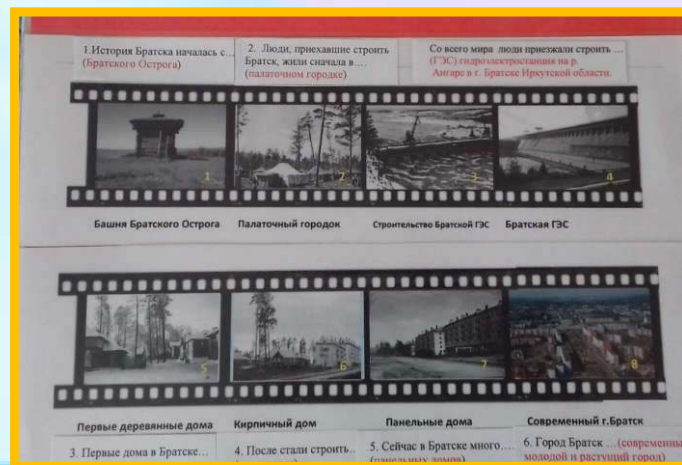 1.История Братска началась с…
(Братского Острога)
2. Люди, приехавшие строить
Братск, жили сначала в….
(палаточном городке)
Со всего мира люди приезжали строить …
(ГЭС) гидроэлектростанция на р.
Ангаре в г. Братске Иркутской области.
1
2
3
4
Башня Братского Острога
Палаточный городок
Строительство Братской ГЭС
Братская ГЭС
5
6
7
8
Первые деревянные дома
Кирпичный дом
Панельные дома
Современный г.Братск
3. Первые дома в Братске…
4. После стали строить..
5. Сейчас в Братске много….
(панельных домов)
6. Город Братск …(современны
молодой и растущий город)